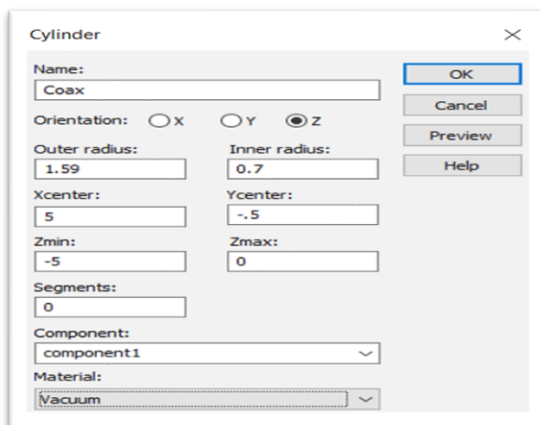 Cylinder
Name:
OK
Coax
Cancel
Orientation: X Y Z
Preview
Outer radius: Inner radius:
1.59 0.7
Help
Xcenter: Ycenter:
5 -.5
Zmin: Zmax:
-5 0
Segments:
0
Component:
component1
Material:
Vacuum